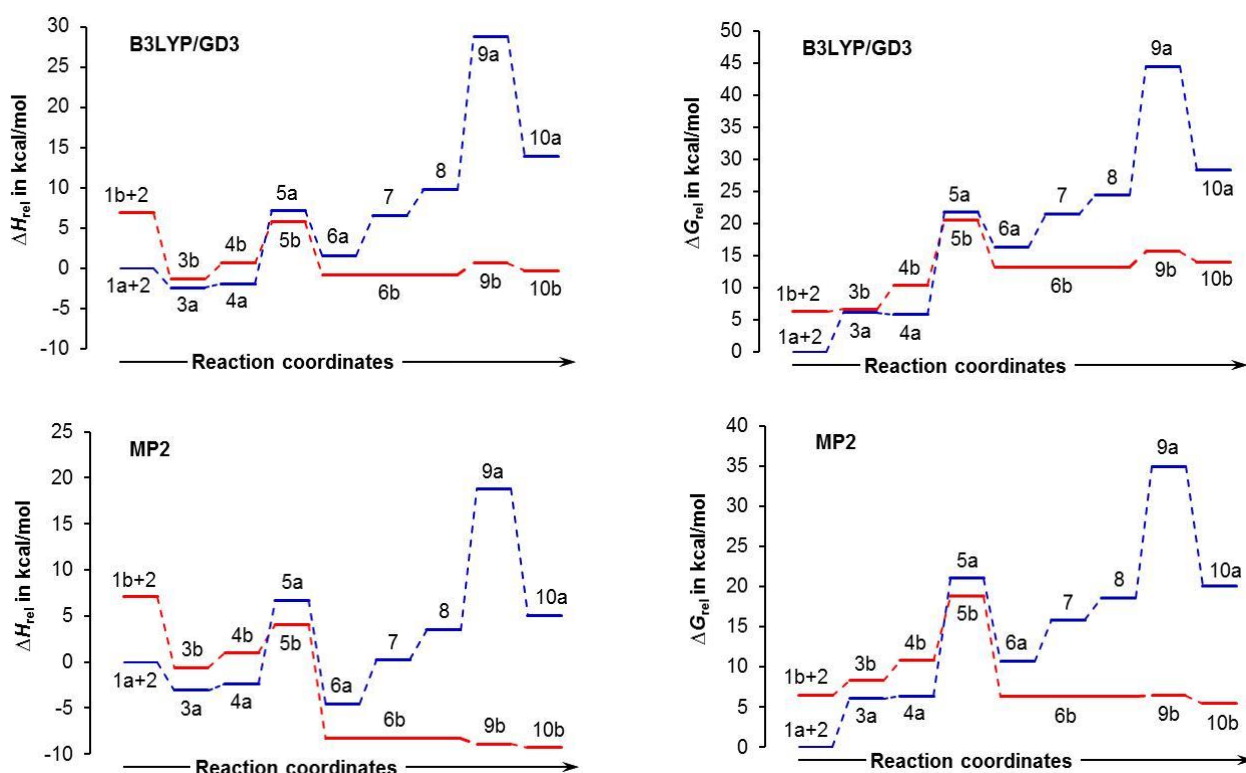 B3LYP/GD3
ΔHrel in kcal/mol
30
25
20
15
10
5
0
-5
-10
1b+2
1a+2
3b
3a
4b
4a
5a
5b
6a
6b
7
8
9a
9b
10a
10b
Reaction coordinates
B3LYP/GD3
ΔGrel in kcal/mol
50
45
40
35
30
25
20
15
10
5
0
1b+2
1a+2
3b
3a
4b
4a
5a
5b
6a
6b
7
8
9a
9b
10a
10b
Reaction coordinates
MP2
ΔHrel in kcal/mol
25
20
15
10
5
0
-5
-10
1b+2
1a+2
3b
3a
4b
4a
5a
5b
6a
6b
7
8
9a
9b
10a
10b
Reaction coordinates
MP2
ΔGrel in kcal/mol
40
35
30
25
20
15
10
5
0
1b+2
1a+2
3b
3a
4b
4a
5a
5b
6a
6b
7
8
9a
9b
10a
10b
Reaction coordinates